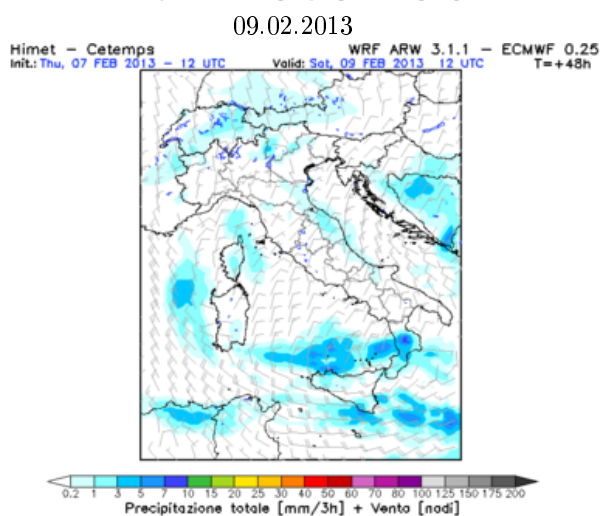 09.02.2013
Himet – Cetemps WRF ARW 3.1.1 – ECMWF 0.25
Init.: Thu, 07 FEB 2013 – 12 UTC Valid: Sat, 09 FEB 2013 12 UTC T=+48h
0.2 1 3 5 7 10 15 20 25 30 40 50 60 70 80 100 125 150 175 200
Precipitazione totale [mm/3h] + Vento [nodi]